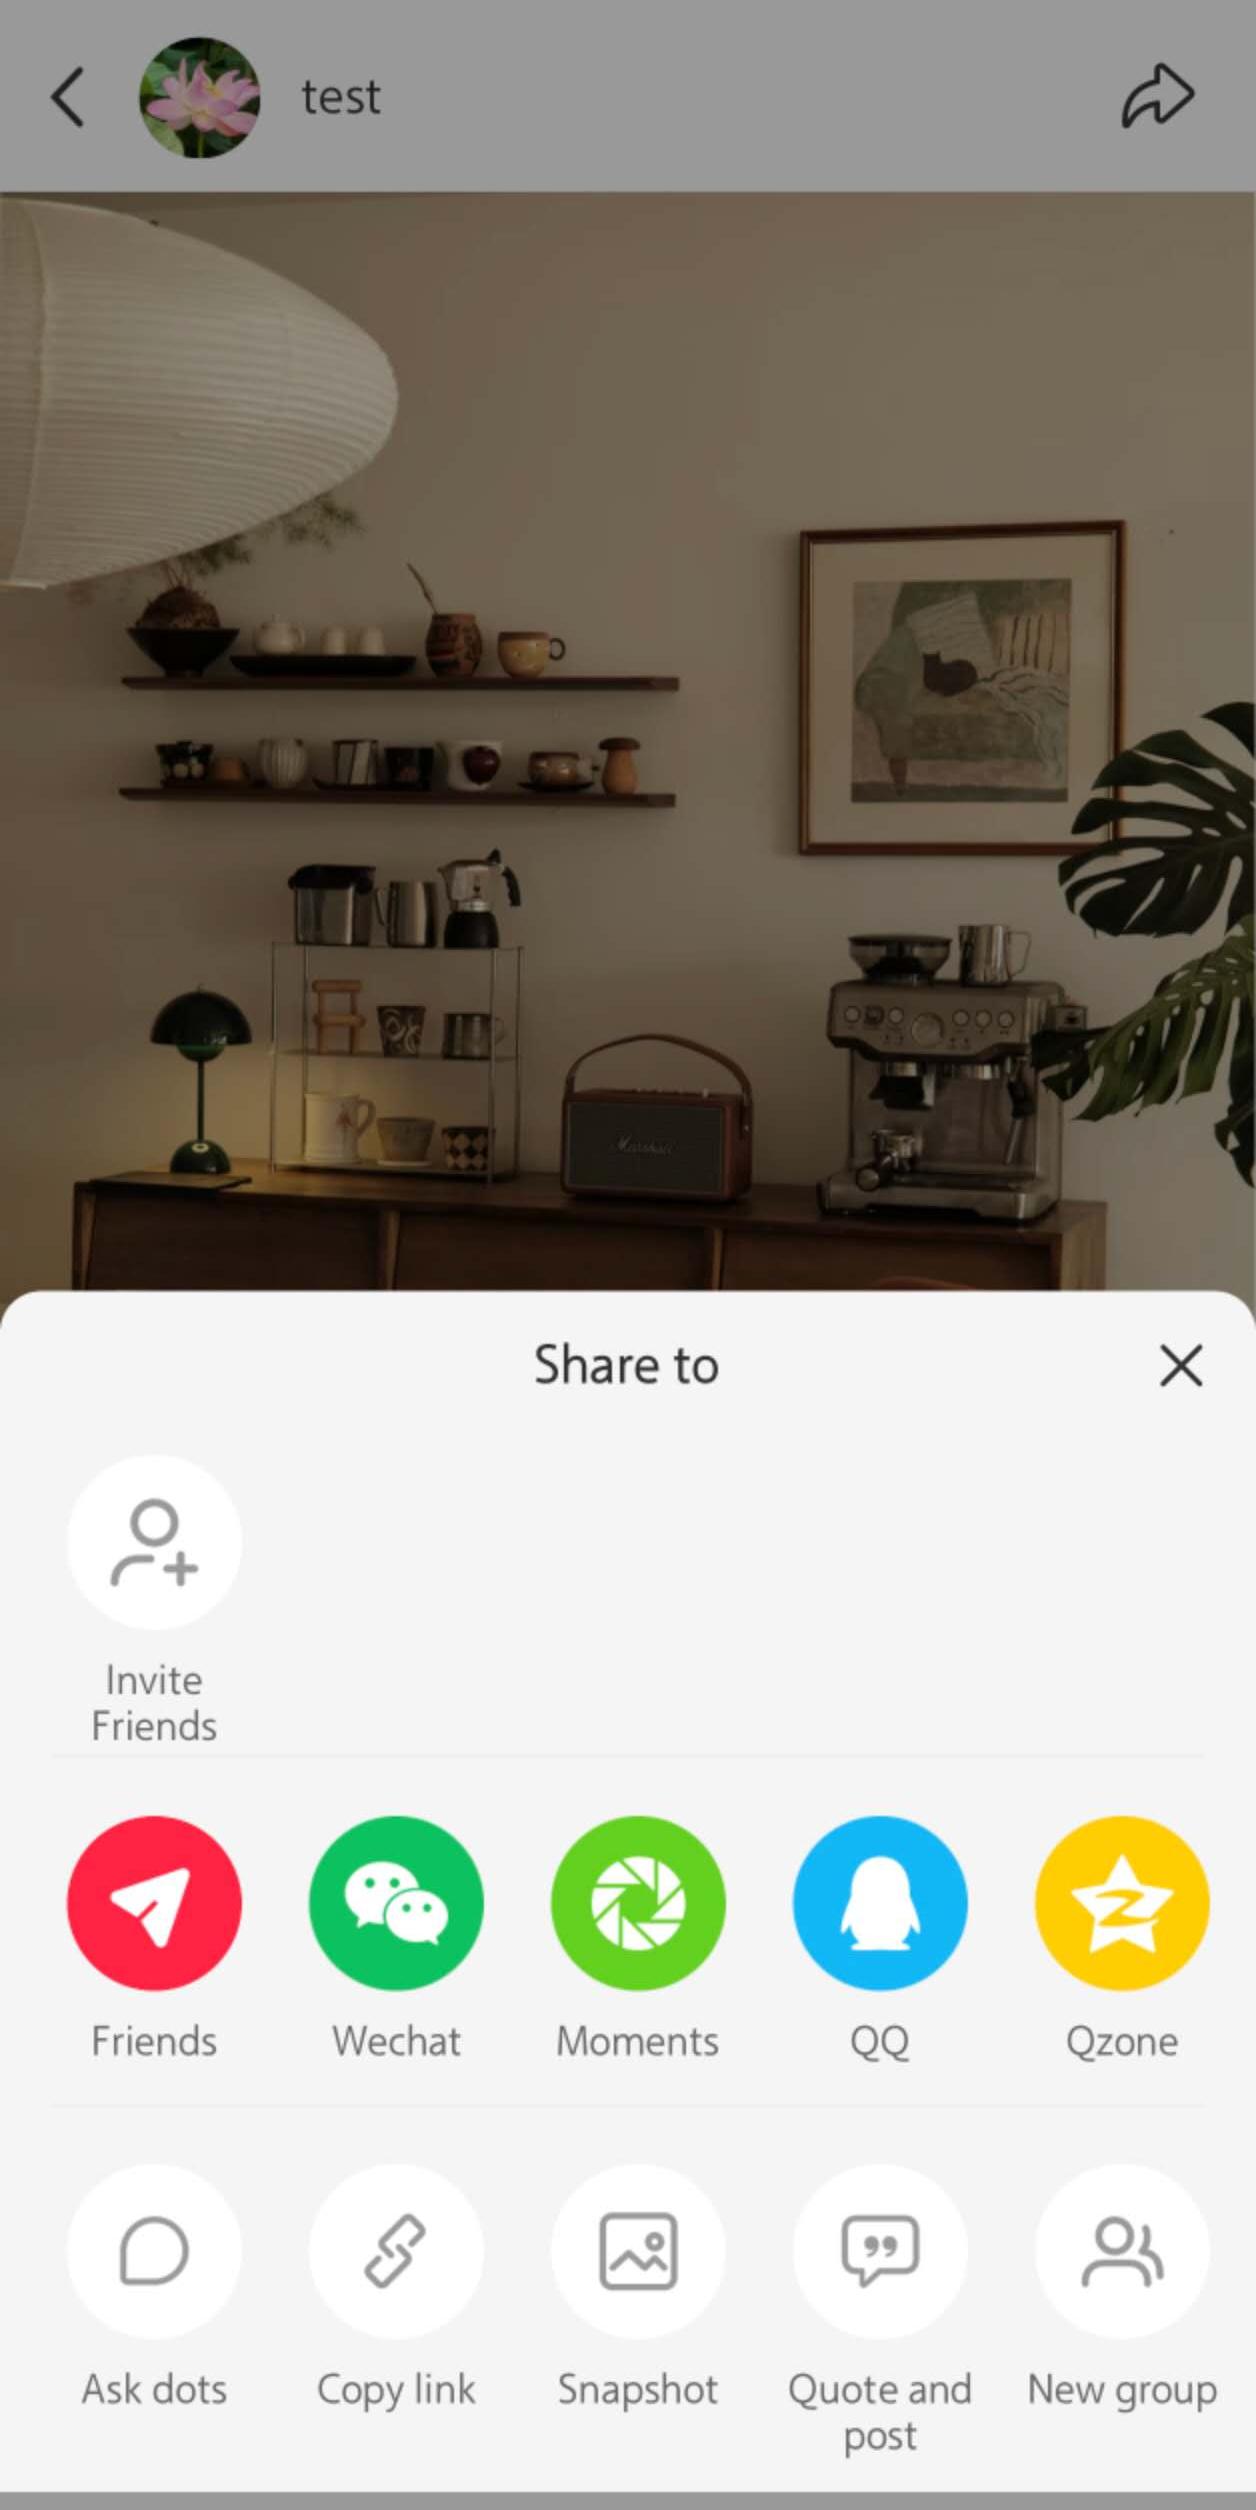 test
Marshall
Share to
Invite
Friends
Friends
Wechat
Moments
QQ
Qzone
Ask dots
Copy link
Snapshot
Quote and
post
New group